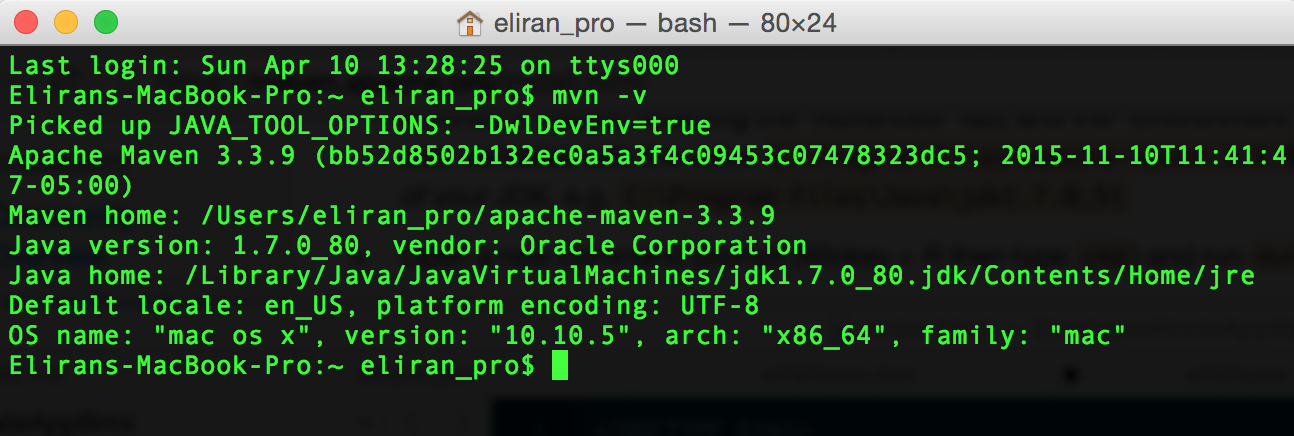 eliran_pro — bash — 80×24
Last login: Sun Apr 10 13:28:25 on ttys000
Elirans-MacBook-Pro:~ eliran_pro$ mvn -v
Picked up JAVA_TOOL_OPTIONS: -DwlDevEnv=true
Apache Maven 3.3.9 (bb52d8502b132ec0a5a3f4c09453c07478323dc5; 2015-11-10T11:41:4
7-05:00)
Maven home: /Users/eliran_pro/apache-maven-3.3.9
Java version: 1.7.0_80, vendor: Oracle Corporation
Java home: /Library/Java/JavaVirtualMachines/jdk1.7.0_80.jdk/Contents/Home/jre
Default locale: en_US, platform encoding: UTF-8
OS name: "mac os x", version: "10.10.5", arch: "x86_64", family: "mac"
Elirans-MacBook-Pro:~ eliran_pro$